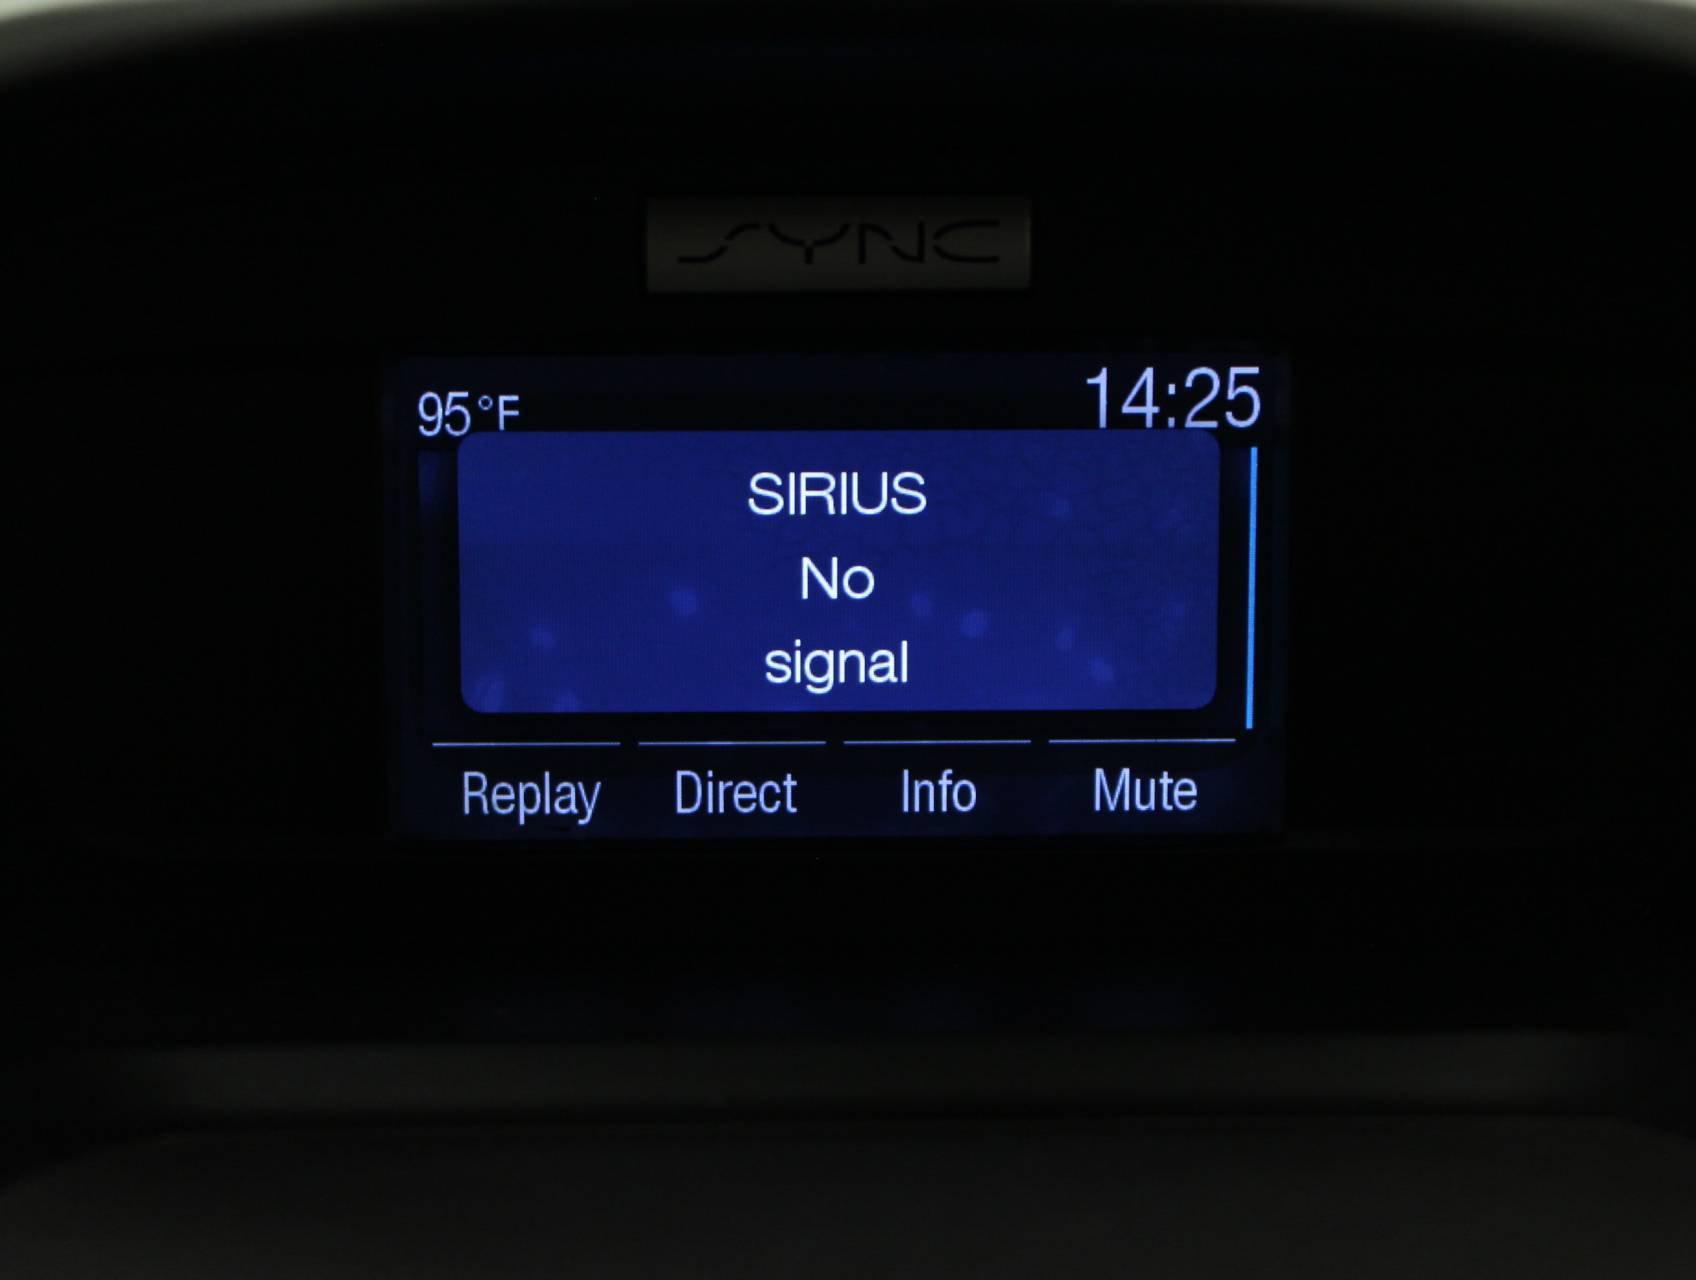 SYNC
95°F 14:25
SIRIUS
No
signal
Replay Direct Info Mute